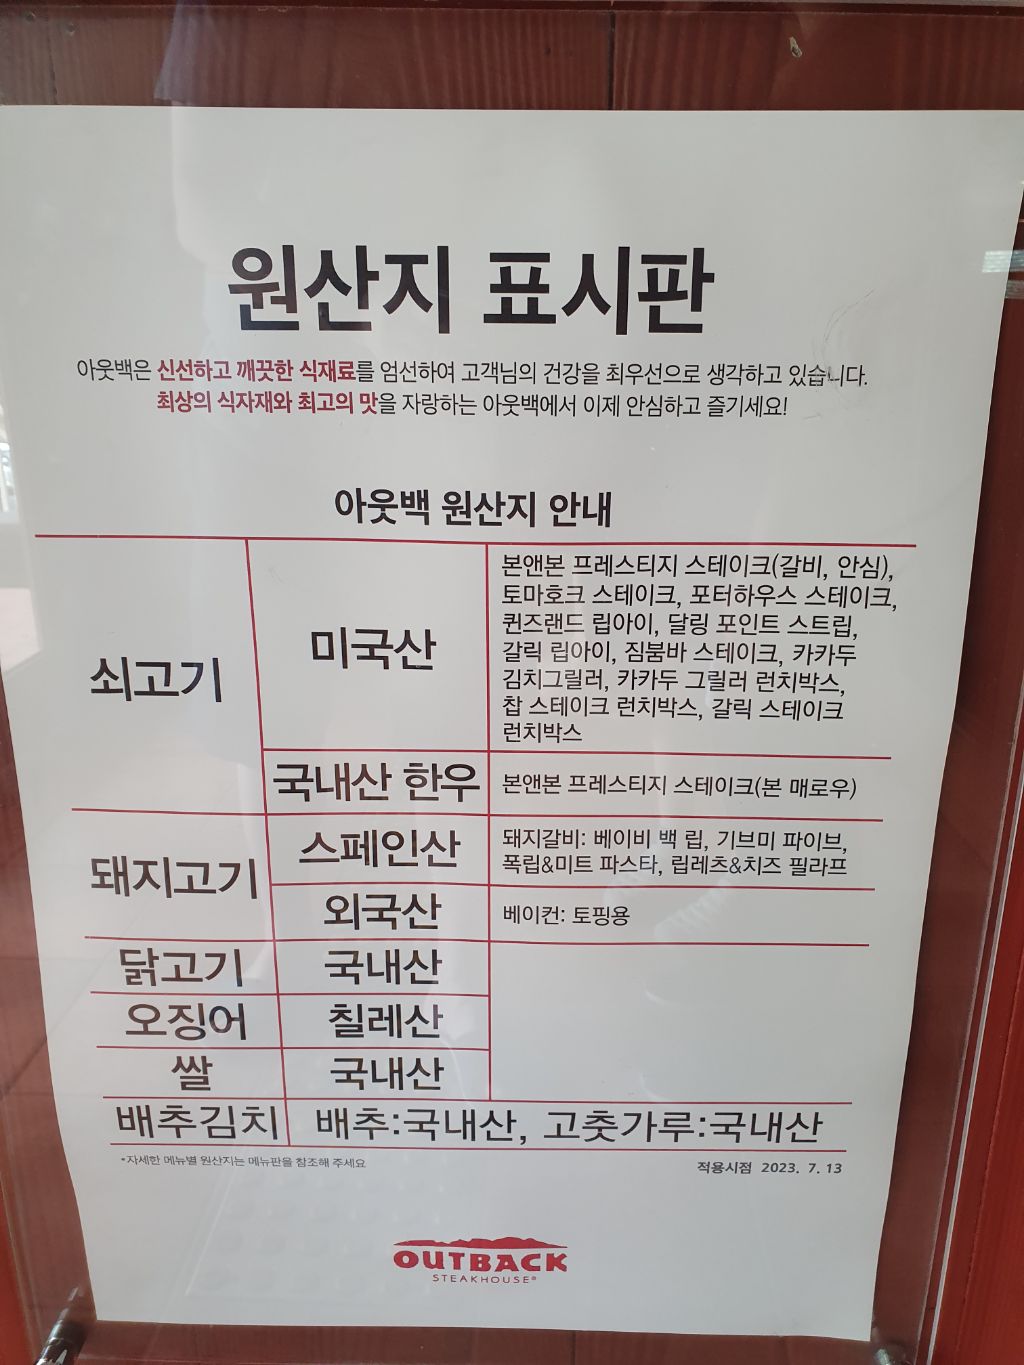 원산지 표시판
아웃백은 신선하고 깨끗한 식재료를 엄선하여 고객님의 건강을 최우선으로 생각하고 있습니다.
최상의 식자재와 최고의 맛을 자랑하는 아웃백에서 이제 안심하고 즐기세요!
아웃백 원산지 안내
쇠고기
미국산
본앤본 프레스티지 스테이크(갈비, 안심),
토마호크 스테이크, 포터하우스 스테이크,
퀸즈랜드 립아이, 달링 포인트 스트립,
갈릭 립아이, 짐붐바 스테이크, 카카두
김치그릴러, 카카두 그릴러 런치박스,
찹 스테이크 런치박스, 갈릭 스테이크
런치박스
국내산 한우
본앤본 프레스티지 스테이크(본 매로우)
돼지고기
스페인산
돼지갈비: 베이비 백 립, 기브미 파이브,
폭립&미트 파스타, 립레츠&치즈 필라프
외국산
베이컨: 토핑용
닭고기
국내산
오징어
칠레산
쌀
국내산
배추김치
배추:국내산, 고춧가루:국내산
*자세한 메뉴별 원산지는 메뉴판을 참조해 주세요
적용시점 2023. 7. 13
OUTBACK
STEAKHOUSE®